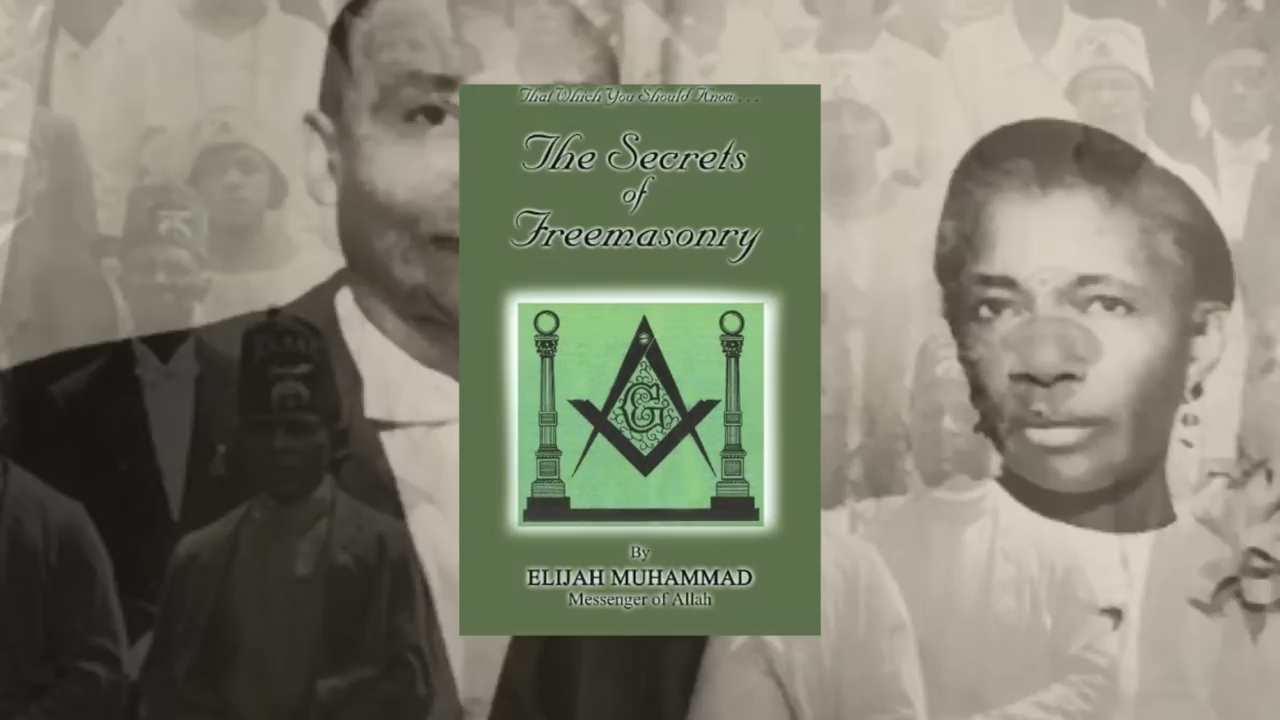 That Which You Should Know . . .
The Secrets
of
Freemasonry
G
By
ELIJAH MUHAMMAD
Messenger of Allah